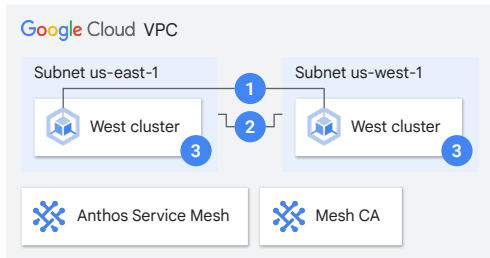 Google Cloud VPC
Subnet us-east-1
Subnet us-west-1
1
West cluster
2
West cluster
3
3
Anthos Service Mesh
Mesh CA